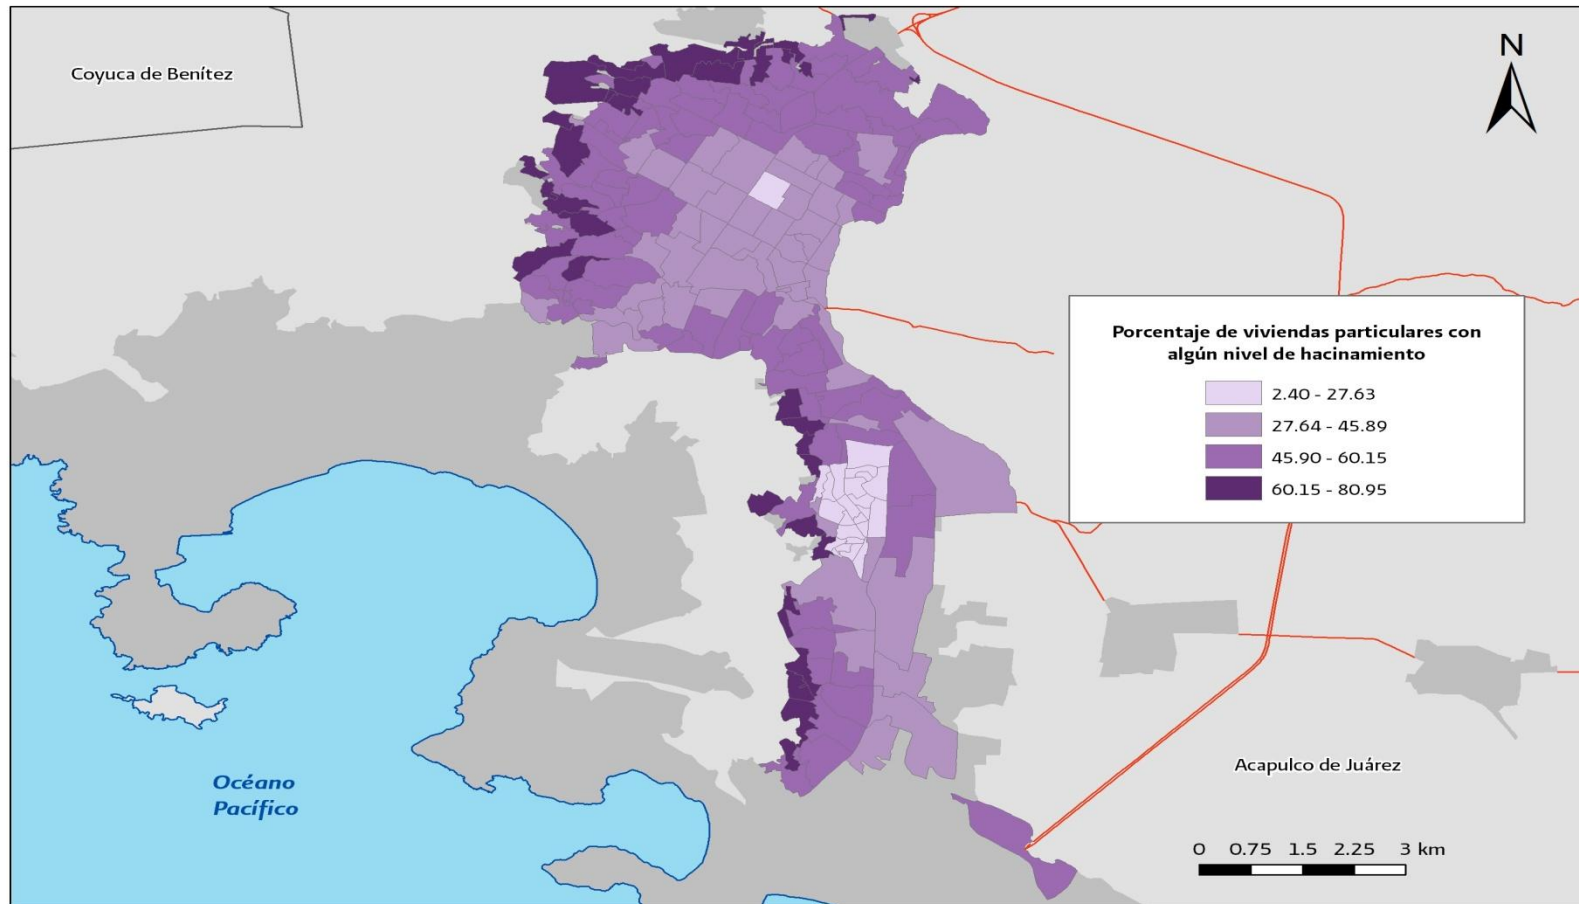 Coyuca de Benítez
N
Porcentaje de viviendas particulares con
algún nivel de hacinamiento
2.40 - 27.63
27.64 - 45.89
45.90 - 60.15
60.15 - 80.95
Océano
Pacífico
Acapulco de Juárez
0 0.75 1.5 2.25 3 km